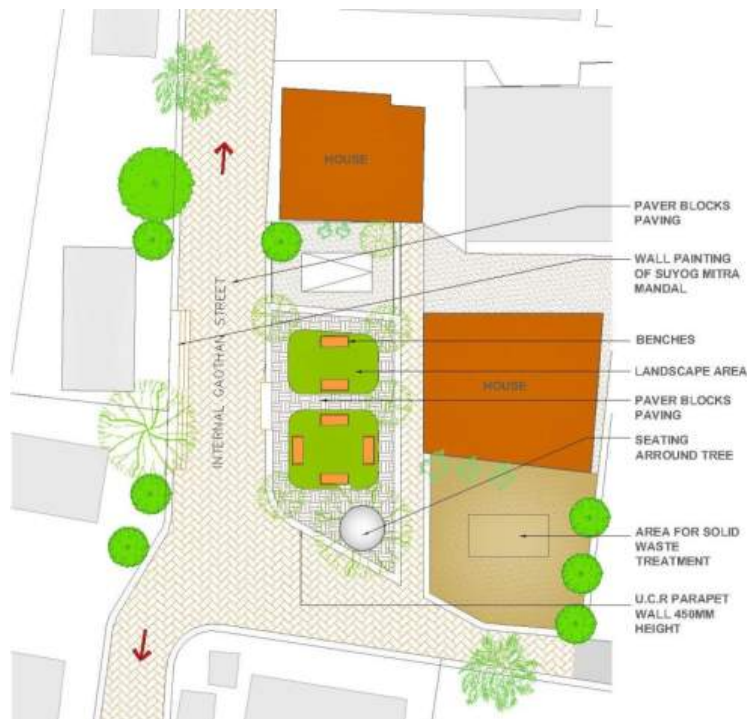 HOUSE
PAVER BLOCKS
PAVING
WALL PAINTING
OF SUYOG MITRA
MANDAL
INTERNAL GAOTHAN STREET
BENCHES
LANDSCAPE AREA
HOUSE
PAVER BLOCKS
PAVING
SEATING
ARROUND TREE
AREA FOR SOLID
WASTE
TREATMENT
U.C.R PARAPET
WALL 450MM
HEIGHT